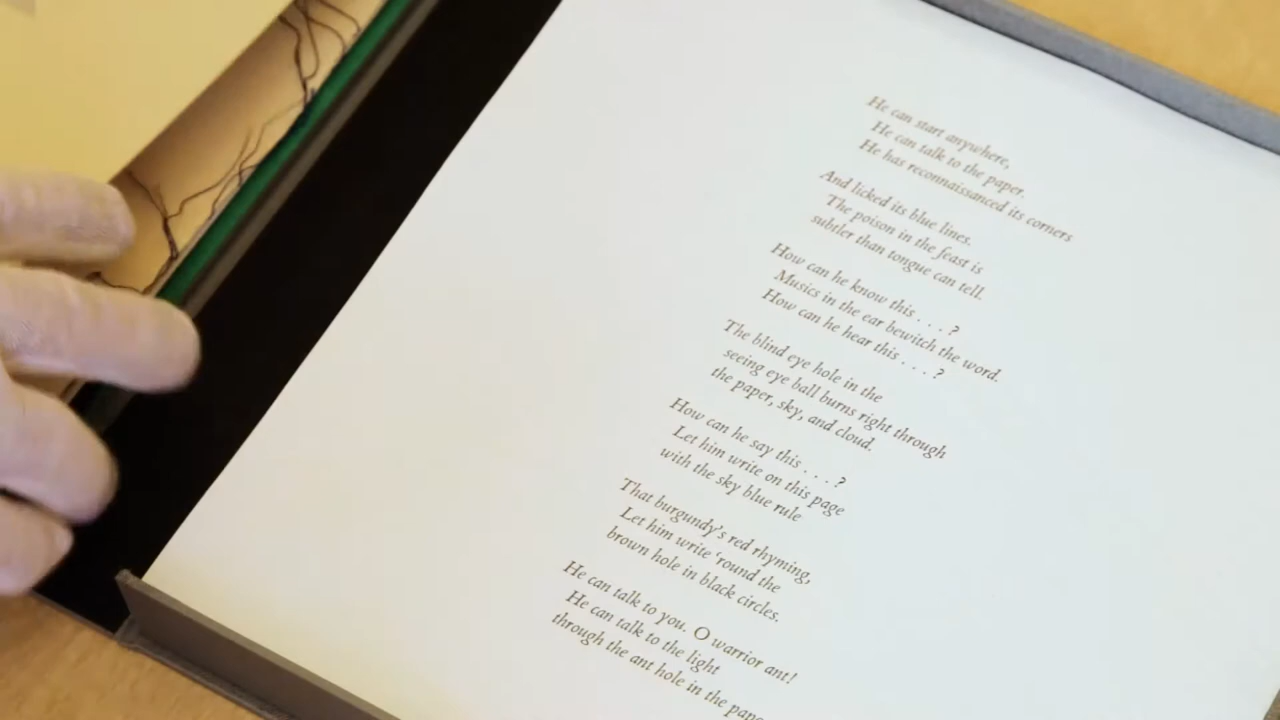 He can start anywhere,
He can talk to the paper.
He has reconnaissanced its corners
And licked its blue lines.
The poison in the feast is
subtler than tongue can tell.
How can he know this . . . ?
Musics in the ear bewitch the word.
How can he hear this . . . ?
The blind eye hole in the
seeing eye ball burns right through
the paper, sky, and cloud.
How can he say this . . . ?
Let him write on this page
with the sky blue rule
That burgundy's red rhyming,
Let him write 'round the
brown hole in black circles.
He can talk to you. O warrior ant!
He can talk to the light
through the ant hole in the